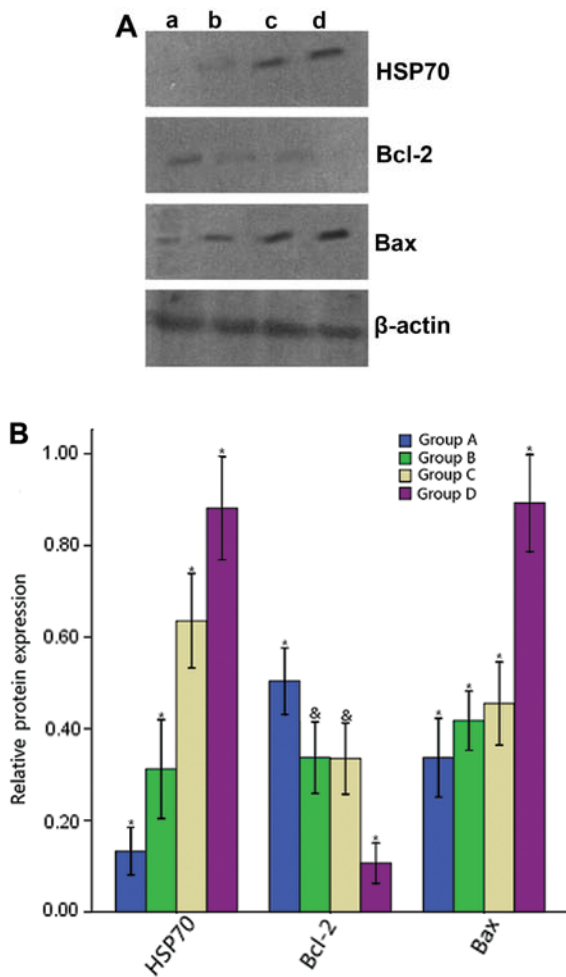 A
a b c d
HSP70
Bcl-2
Bax
β-actin
B
Relative protein expression
1.00
0.80
0.60
0.40
0.20
0.00
Group A
Group B
Group C
Group D
*
*
*
*
*
&
&
*
*
*
*
*
HSP70
Bcl-2
Bax